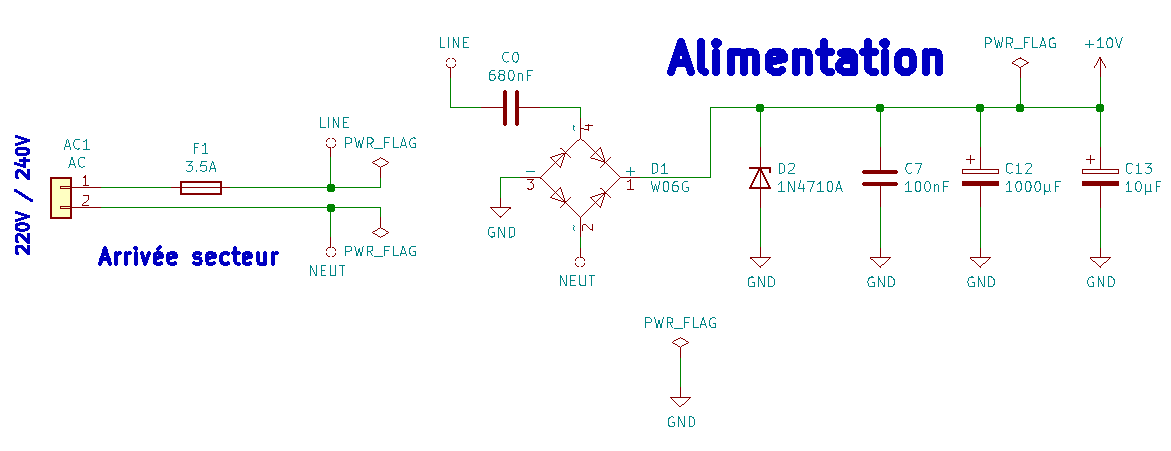 220V / 240V
AC1
AC
1
2
F1
3.5A
LINE
PWR_FLAG
PWR_FLAG
NEUT
Arrivée secteur
LINE
C0
680nF
Alimentation
PWR_FLAG
+10V
~
4
-
3
+
1
~
2
D1
W06G
GND
NEUT
D2
1N4710A
GND
C7
100nF
GND
+
C12
1000µF
GND
+
C13
10µF
GND
PWR_FLAG
GND